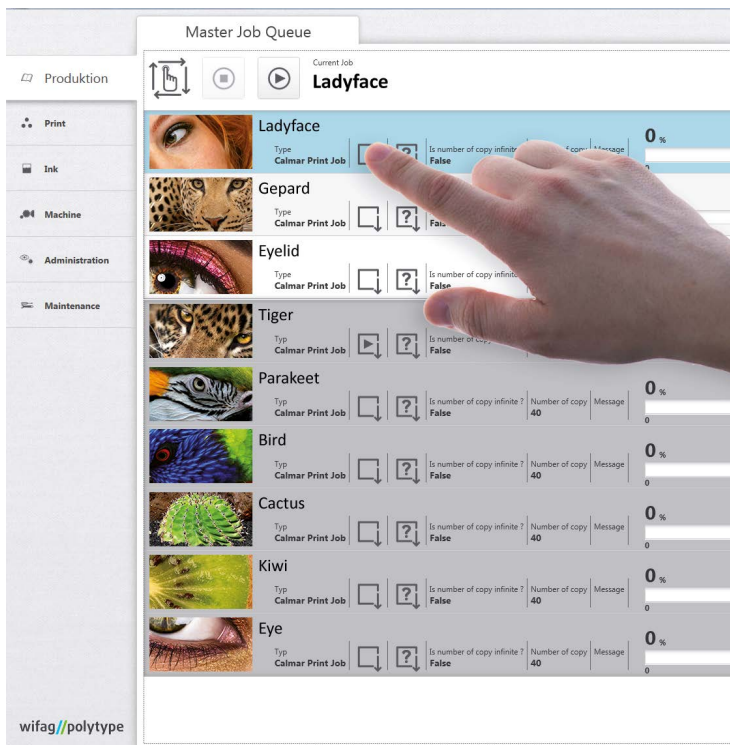 Master Job Queue
Produktion
Print
Ink
Machine
Administration
Maintenance
Current Job
Ladyface
Ladyface
Type
Calmar Print Job
?
Is number of copy infinite
False
of copy
Message
0 %
0
Gepard
Type
Calmar Print Job
?
Eyelid
Type
Calmar Print Job
?
Is number of copy
False
Tiger
Typ
Calmar Print Job
?
Is number of
False
Parakeet
Typ
Calmar Print Job
?
Is number of copy infinite ?
False
Number of copy
40
Message
0 %
0
Bird
Typ
Calmar Print Job
?
Is number of copy infinite ?
False
Number of copy
40
Message
0 %
0
Cactus
Typ
Calmar Print Job
?
Is number of copy infinite ?
False
Number of copy
40
Message
0 %
0
Kiwi
Typ
Calmar Print Job
?
Is number of copy infinite ?
False
Number of copy
40
Message
0 %
0
Eye
Typ
Calmar Print Job
?
Is number of copy infinite ?
False
Number of copy
40
Message
0 %
0
wifag//polytype